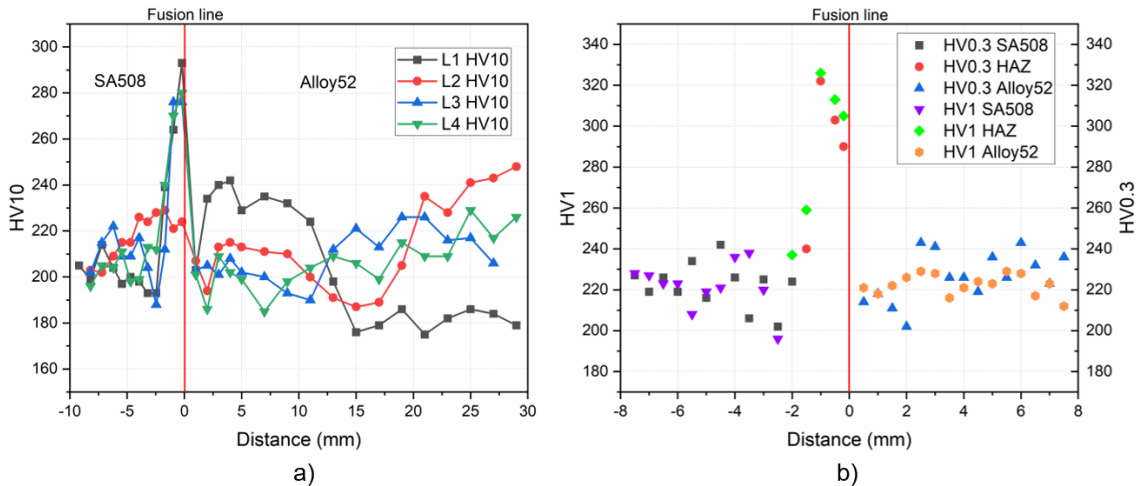 Fusion line
SA508
Alloy52
L1 HV10
L2 HV10
L3 HV10
L4 HV10
HV10
300
280
260
240
220
200
180
160
-10
-5
0
5
10
15
20
25
30
Distance (mm)
a)
Fusion line
HV0.3 SA508
HV0.3 HAZ
HV0.3 Alloy52
HV1 SA508
HV1 HAZ
HV1 Alloy52
HV1
340
320
300
280
260
240
220
200
180
HV0.3
340
320
300
280
260
240
220
200
180
-8
-6
-4
-2
0
2
4
6
8
Distance (mm)
b)